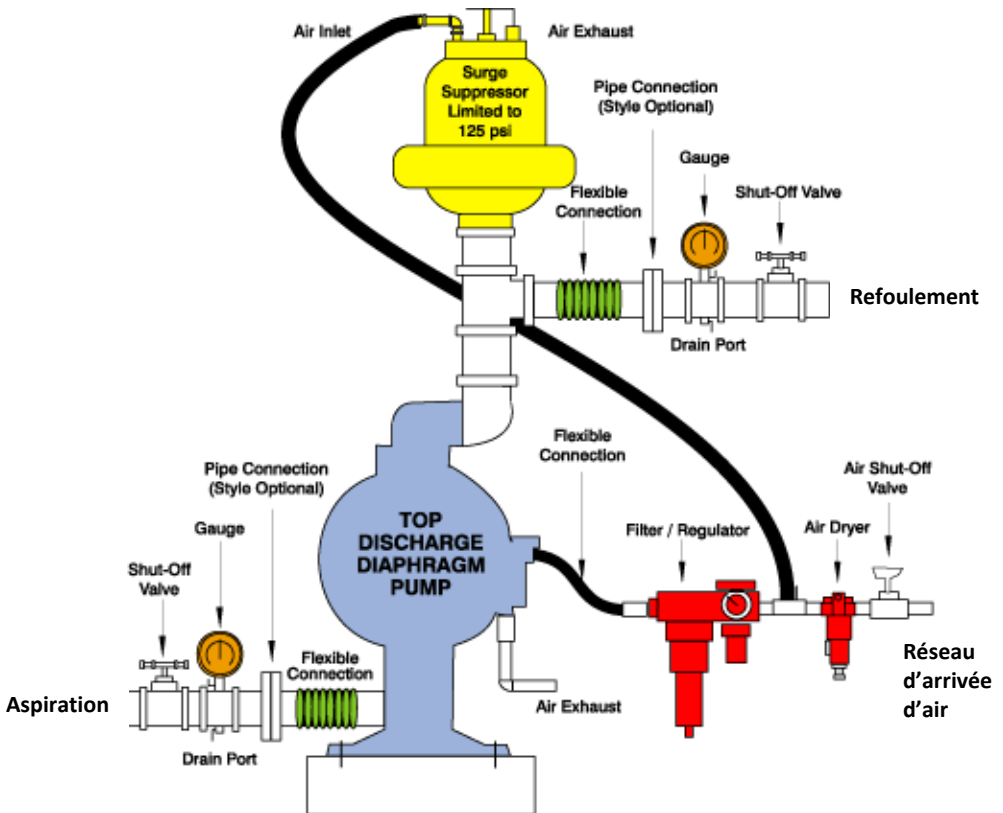 Air Inlet
Air Exhaust
Surge
Suppressor
Limited to
125 psi
Pipe Connection
(Style Optional)
Gauge
Flexible
Connection
Shut-Off Valve
Refoulement
Drain Port
Flexible
Connection
Pipe Connection
(Style Optional)
Air Shut-Off
Valve
Gauge
TOP
DISCHARGE
DIAPHRAGM
PUMP
Filter / Regulator
Air Dryer
Shut-Off
Valve
Flexible
Connection
Réseau
d’arrivée
d’air
Aspiration
Air Exhaust
Drain Port